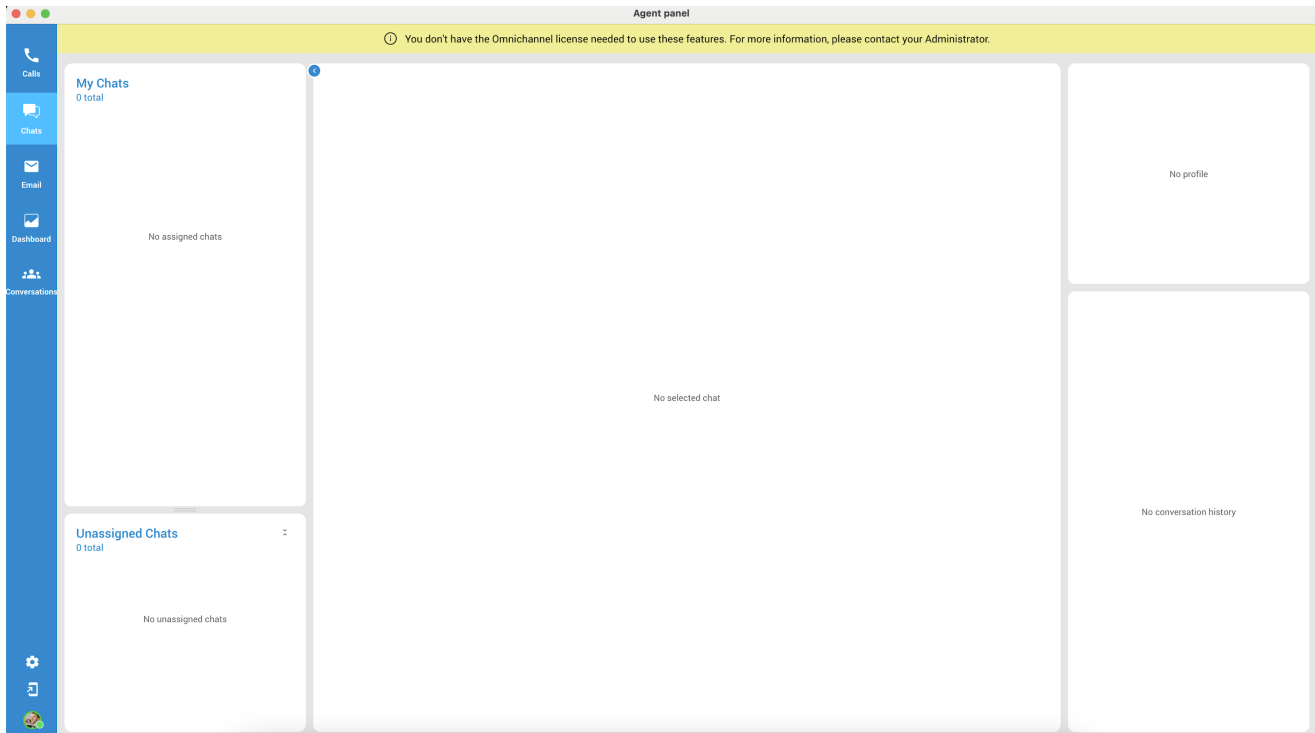 Agent panel
You don't have the Omnichannel license needed to use these features. For more information, please contact your Administrator.
Calls
Chats
Email
Dashboard
Conversations
My Chats
0 total
No assigned chats
Unassigned Chats
0 total
No unassigned chats
No selected chat
No profile
No conversation history